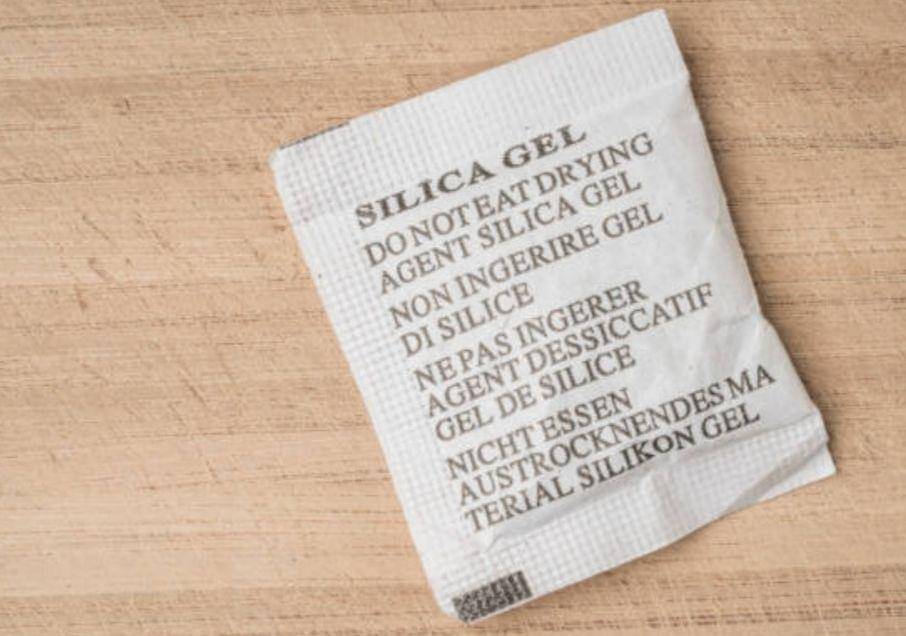 SILICA GEL
DO NOT EAT DRYING
AGENT SILICA GEL
NON INGERIRE GEL
DI SILICE
NE PAS INGERER
AGENT DESSICCATIF
GEL DE SILICE
NICHT ESSEN
AUSTROCKNENDES MA
TERIAL SILIKON GEL